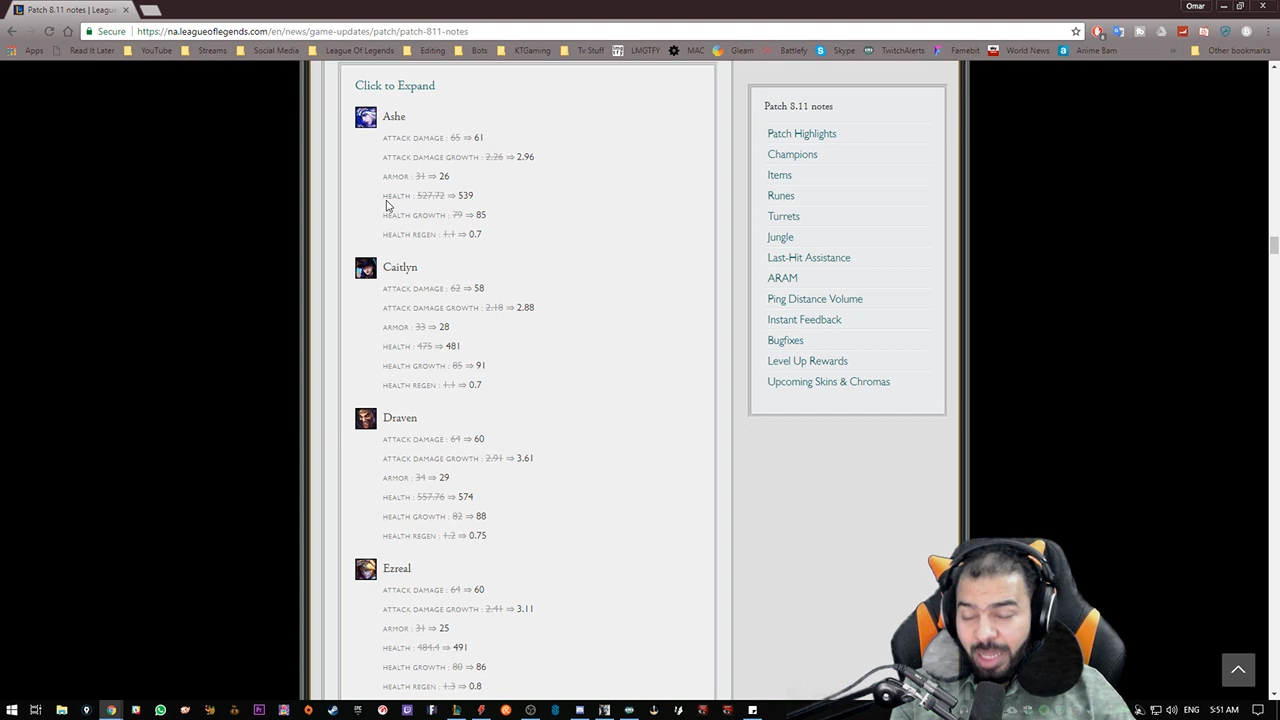 Patch 8.11 notes | Leagu
Omar
Secure
https://na.leagueoflegends.com/en/news/game-updates/patch/patch-811-notes
Apps
Read It Later
YouTube
Streams
Social Media
League Of Legends
Editing
Bots
KTGaming
Tv Stuff
LMGTFY
MAC
Gleam
Battlefy
Skype
TwitchAlerts
Famebit
World News
Anime Bam
»
Other bookmarks
Click to Expand
Ashe
ATTACK DAMAGE : 65 ⇒ 61
ATTACK DAMAGE GROWTH : 2.26 ⇒ 2.96
ARMOR : 31 ⇒ 26
HEALTH : 527.72 ⇒ 539
HEALTH GROWTH : 79 ⇒ 85
HEALTH REGEN : 1.1 ⇒ 0.7
Caitlyn
ATTACK DAMAGE : 62 ⇒ 58
ATTACK DAMAGE GROWTH : 2.18 ⇒ 2.88
ARMOR : 33 ⇒ 28
HEALTH : 475 ⇒ 481
HEALTH GROWTH : 85 ⇒ 91
HEALTH REGEN : 1.1 ⇒ 0.7
Draven
ATTACK DAMAGE : 64 ⇒ 60
ATTACK DAMAGE GROWTH : 2.91 ⇒ 3.61
ARMOR : 34 ⇒ 29
HEALTH : 557.76 ⇒ 574
HEALTH GROWTH : 82 ⇒ 88
HEALTH REGEN : 1.2 ⇒ 0.75
Ezreal
ATTACK DAMAGE : 64 ⇒ 60
ATTACK DAMAGE GROWTH : 2.41 ⇒ 3.11
ARMOR : 31 ⇒ 25
HEALTH : 484.4 ⇒ 491
HEALTH GROWTH : 80 ⇒ 86
HEALTH REGEN : 1.3 ⇒ 0.8
Patch 8.11 notes
Patch Highlights
Champions
Items
Runes
Turrets
Jungle
Last-Hit Assistance
ARAM
Ping Distance Volume
Instant Feedback
Bugfixes
Level Up Rewards
Upcoming Skins & Chromas
ENG
5:51 AM